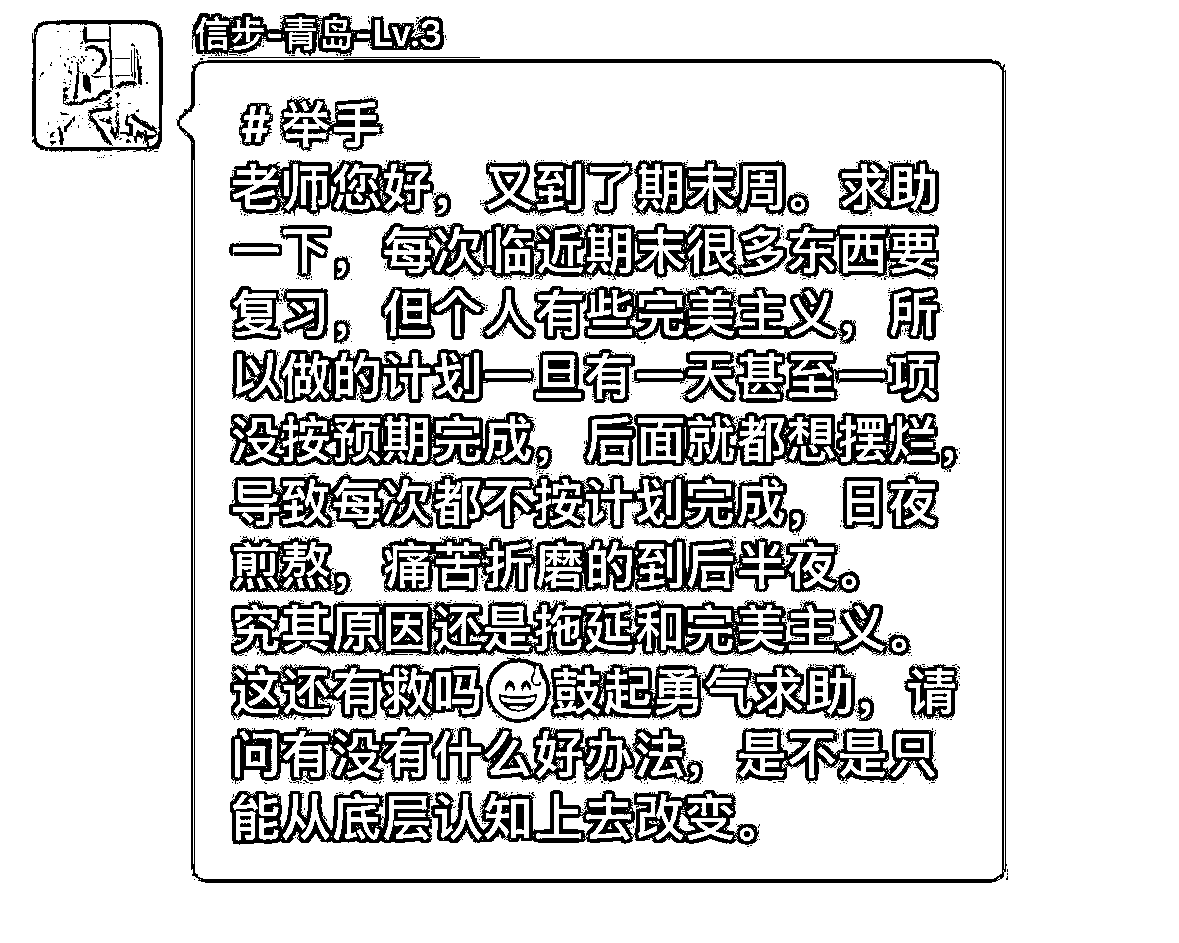 信步-青岛-Lv.3
# 举手
老师您好，又到了期末周。求助
一下，每次临近期末很多东西要
复习，但个人有些完美主义，所
以做的计划一旦有一天甚至一项
没按预期完成，后面就都想摆烂，
导致每次都不按计划完成，日夜
煎熬，痛苦折磨的到后半夜。
究其原因还是拖延和完美主义。
这还有救吗😅鼓起勇气求助，请
问有没有什么好办法，是不是只
能从底层认知上去改变。